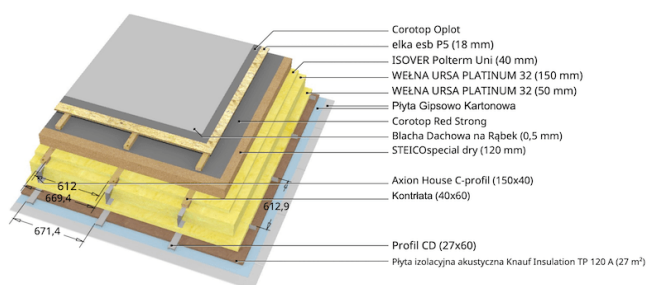 Corotop Oplot
elka esb P5 (18 mm)
ISOVER Polterm Uni (40 mm)
WEŁNA URSA PLATINUM 32 (150 mm)
WEŁNA URSA PLATINUM 32 (50 mm)
Płyta Gipsowo Kartonowa
Corotop Red Strong
Blacha Dachowa na Rąbek (0,5 mm)
STEICOspecial dry (120 mm)
Axion House C-profil (150x40)
Kontrłata (40x60)
Profil CD (27x60)
Płyta izolacyjna akustyczna Knauf Insulation TP 120 A (27 m²)
612
669,4
671,4
612,9